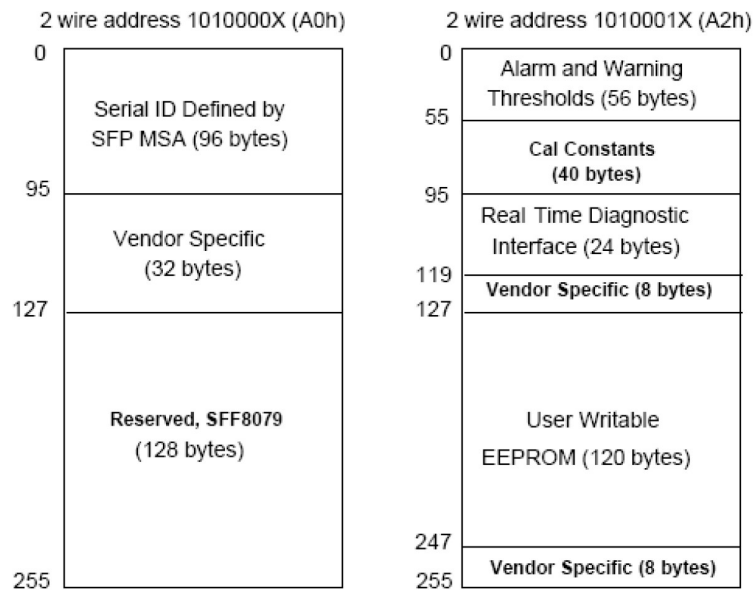 2 wire address 1010000X (A0h)
0
Serial ID Defined by
SFP MSA (96 bytes)
95
Vendor Specific
(32 bytes)
127
Reserved, SFF8079
(128 bytes)
255
2 wire address 1010001X (A2h)
0
Alarm and Warning
Thresholds (56 bytes)
55
Cal Constants
(40 bytes)
95
Real Time Diagnostic
Interface (24 bytes)
119
Vendor Specific (8 bytes)
127
User Writable
EEPROM (120 bytes)
247
Vendor Specific (8 bytes)
255